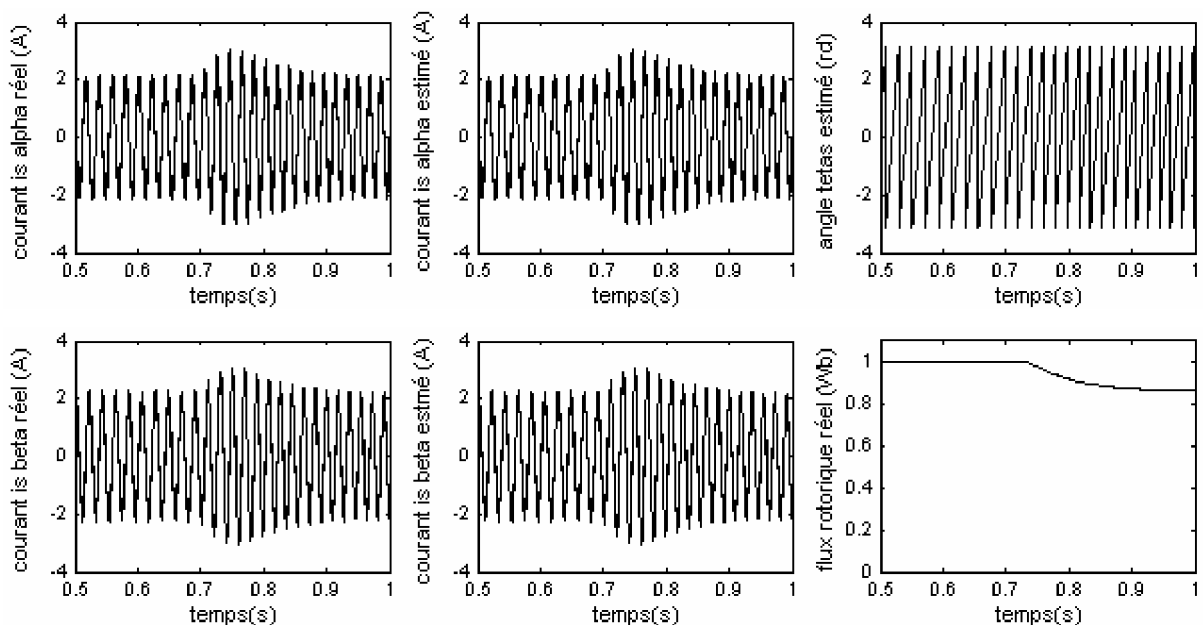 courant is alpha réel (A)
4
2
0
-2
-4
0.5 0.6 0.7 0.8 0.9 1
temps(s)
courant is alpha estimé (A)
4
2
0
-2
-4
0.5 0.6 0.7 0.8 0.9 1
temps(s)
angle tetas estimé (rd)
4
2
0
-2
-4
0.5 0.6 0.7 0.8 0.9 1
temps(s)
courant is beta réel (A)
4
2
0
-2
-4
0.5 0.6 0.7 0.8 0.9 1
temps(s)
courant is beta estmé (A)
4
2
0
-2
-4
0.5 0.6 0.7 0.8 0.9 1
temps(s)
flux rotorique réel (Wb)
1
0.8
0.6
0.4
0.2
0
0.5 0.6 0.7 0.8 0.9 1
temps(s)